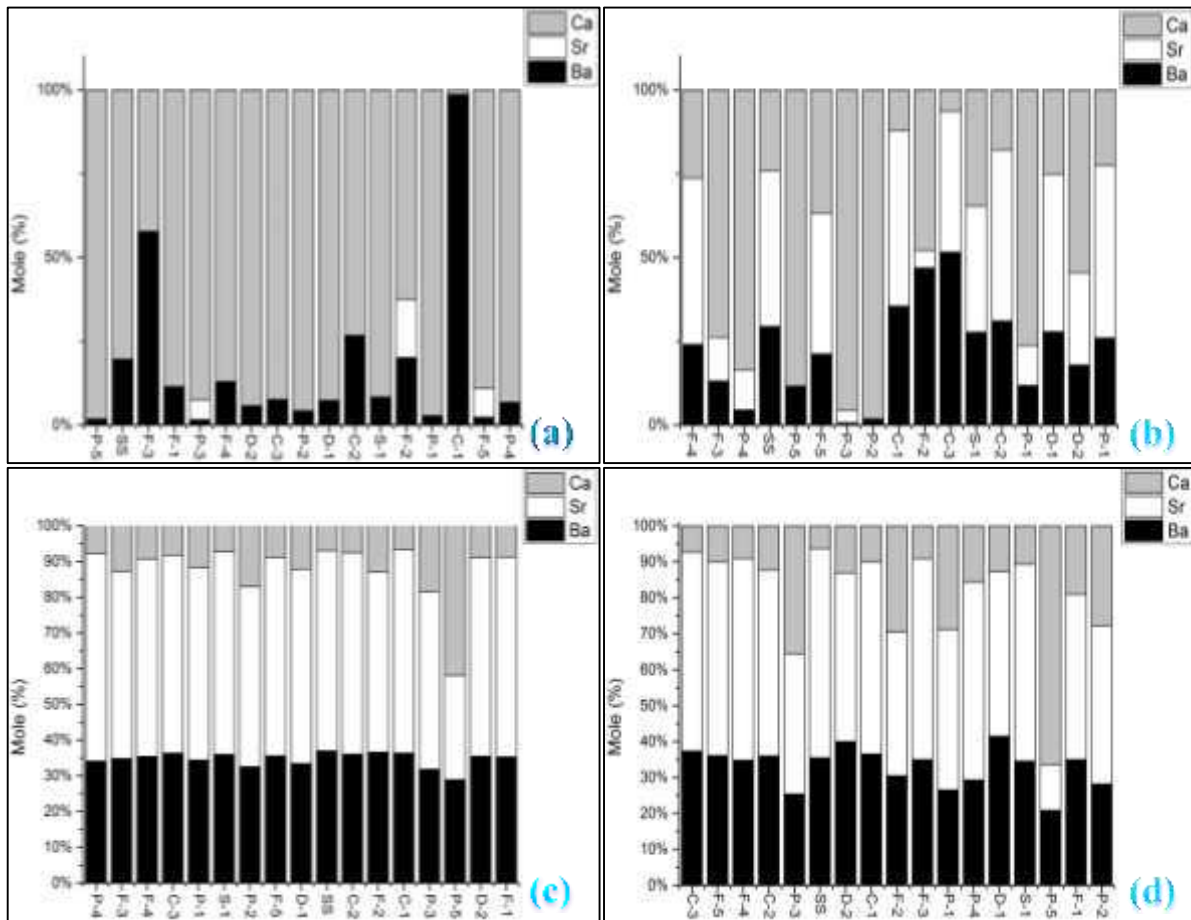 Ca
Sr
Ba
100%
50%
0%
Mole (%)
P-5 SS F-3 F-1 P-3 F-4 D-2 C-3 P-2 D-1 C-2 S-1 F-2 P-1 C-1 F-5 P-4
(a)
Ca
Sr
Ba
100%
50%
0%
Mole (%)
F-4 F-3 P-4 SS P-5 F-5 P-3 P-2 C-1 F-2 C-3 S-1 C-2 P-1 D-1 D-2 P-1
(b)
Ca
Sr
Ba
100%
90%
80%
70%
60%
50%
40%
30%
20%
10%
0%
Mole (%)
P-4 F-3 F-4 C-3 P-1 S-1 P-2 F-5 D-1 SS C-2 F-2 C-1 P-3 P-5 D-2 F-1
(c)
Ca
Sr
Ba
100%
90%
80%
70%
60%
50%
40%
30%
20%
10%
0%
Mole (%)
C-3 F-5 F-4 C-2 P-3 SS D-2 C-1 F-2 F-3 P-1 P-4 D-1 S-1 P-5 F-1 P-2
(d)